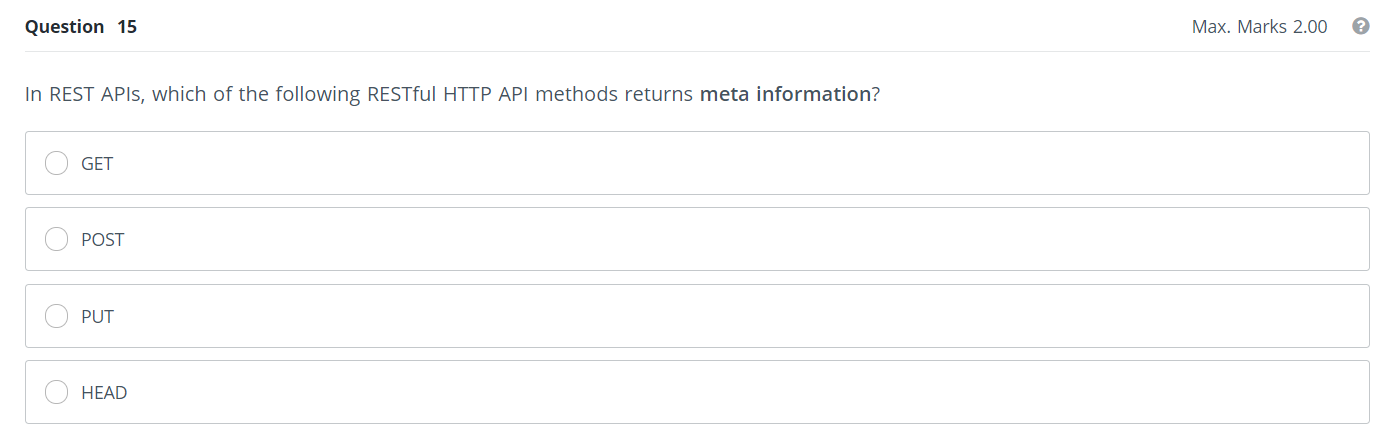 Question 15
Max. Marks 2.00
?
In REST APIs, which of the following RESTful HTTP API methods returns meta information?
GET
POST
PUT
HEAD